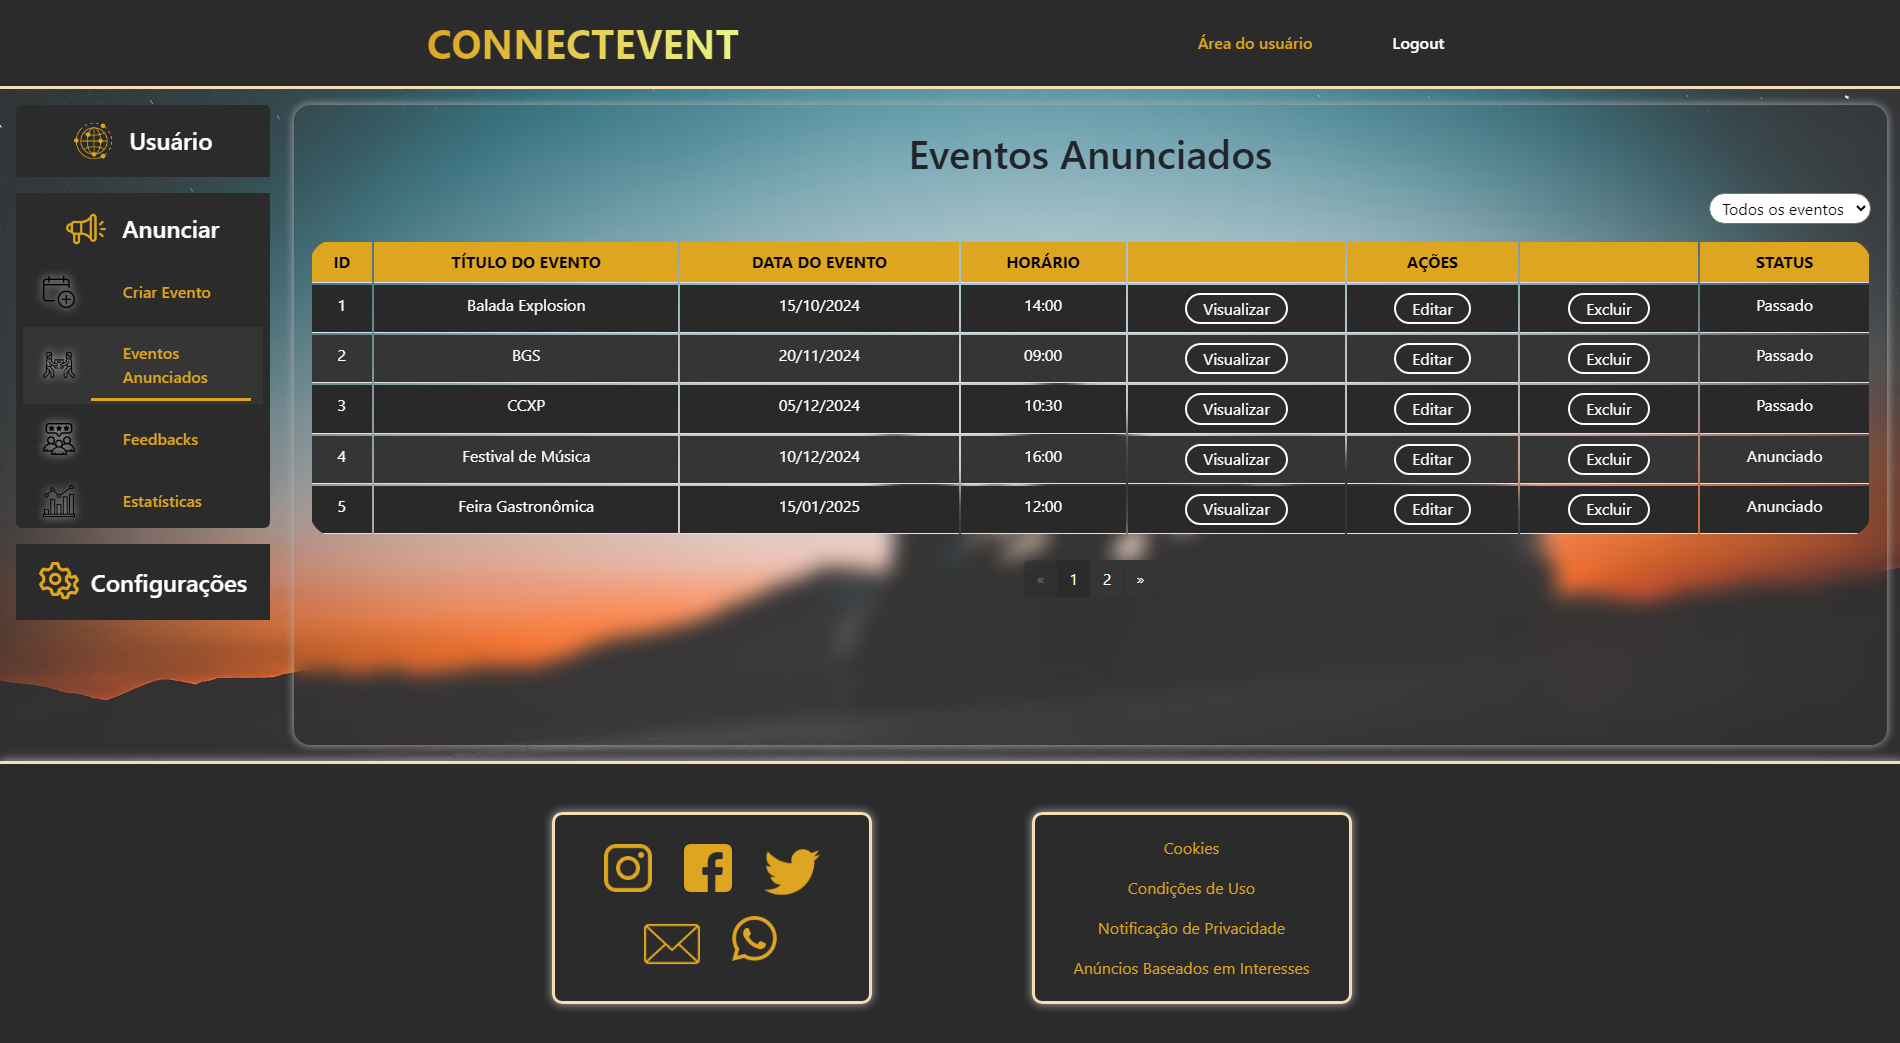 CONNECTEVENT
Área do usuário
Logout
Usuário
Anunciar
Criar Evento
Eventos
Anunciados
Feedbacks
Estatísticas
Configurações
Eventos Anunciados
Todos os eventos
ID TÍTULO DO EVENTO DATA DO EVENTO HORÁRIO AÇÕES STATUS
1 Balada Explosion 15/10/2024 14:00 Visualizar Editar Excluir Passado
2 BGS 20/11/2024 09:00 Visualizar Editar Excluir Passado
3 CCXP 05/12/2024 10:30 Visualizar Editar Excluir Passado
4 Festival de Música 10/12/2024 16:00 Visualizar Editar Excluir Anunciado
5 Feira Gastronômica 15/01/2025 12:00 Visualizar Editar Excluir Anunciado
« 1 2 »
Cookies
Condições de Uso
Notificação de Privacidade
Anúncios Baseados em Interesses